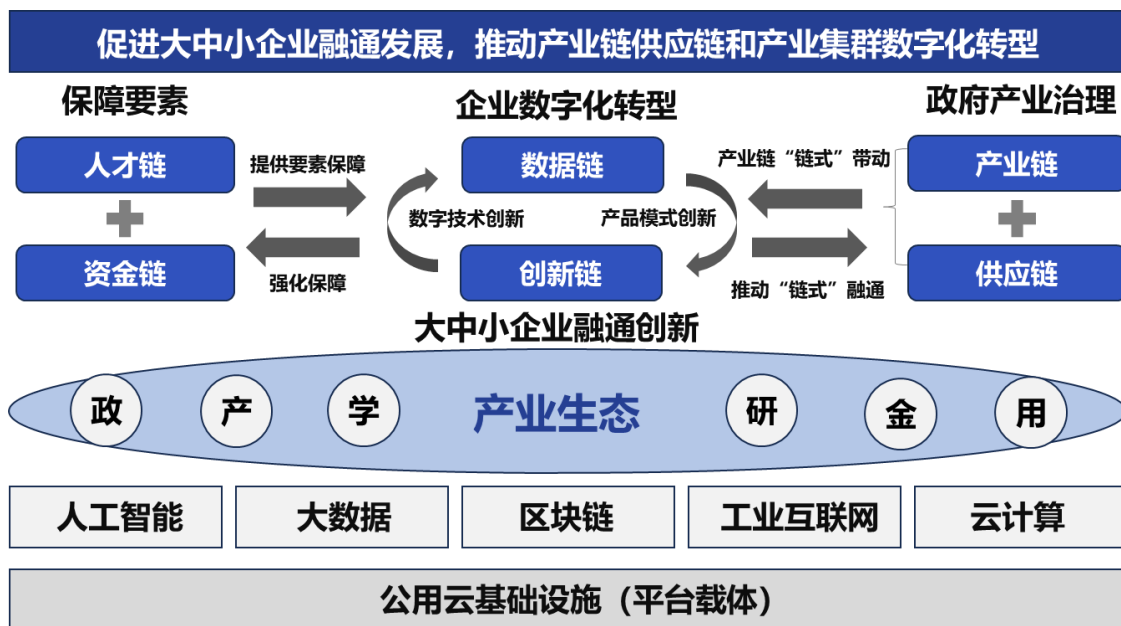 促进大中小企业融通发展，推动产业链供应链和产业集群数字化转型
保障要素
企业数字化转型
政府产业治理
人才链
提供要素保障
数据链
产业链“链式”带动
产业链
数字技术创新
产品模式创新
资金链
强化保障
创新链
推动“链式”融通
供应链
大中小企业融通创新
政
产
学
产业生态
研
金
用
人工智能
大数据
区块链
工业互联网
云计算
公用云基础设施（平台载体）